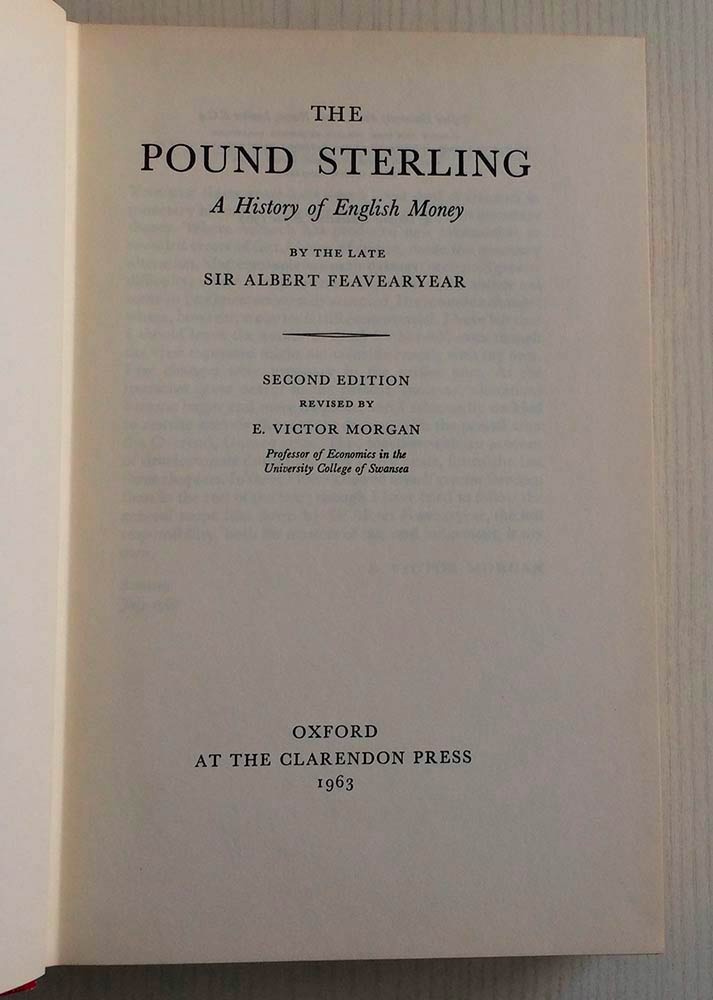 THE
POUND STERLING
A History of English Money
BY THE LATE
SIR ALBERT FEAVEARYEAR
SECOND EDITION
REVISED BY
E. VICTOR MORGAN
Professor of Economics in the
University College of Swansea
OXFORD
AT THE CLARENDON PRESS
1963